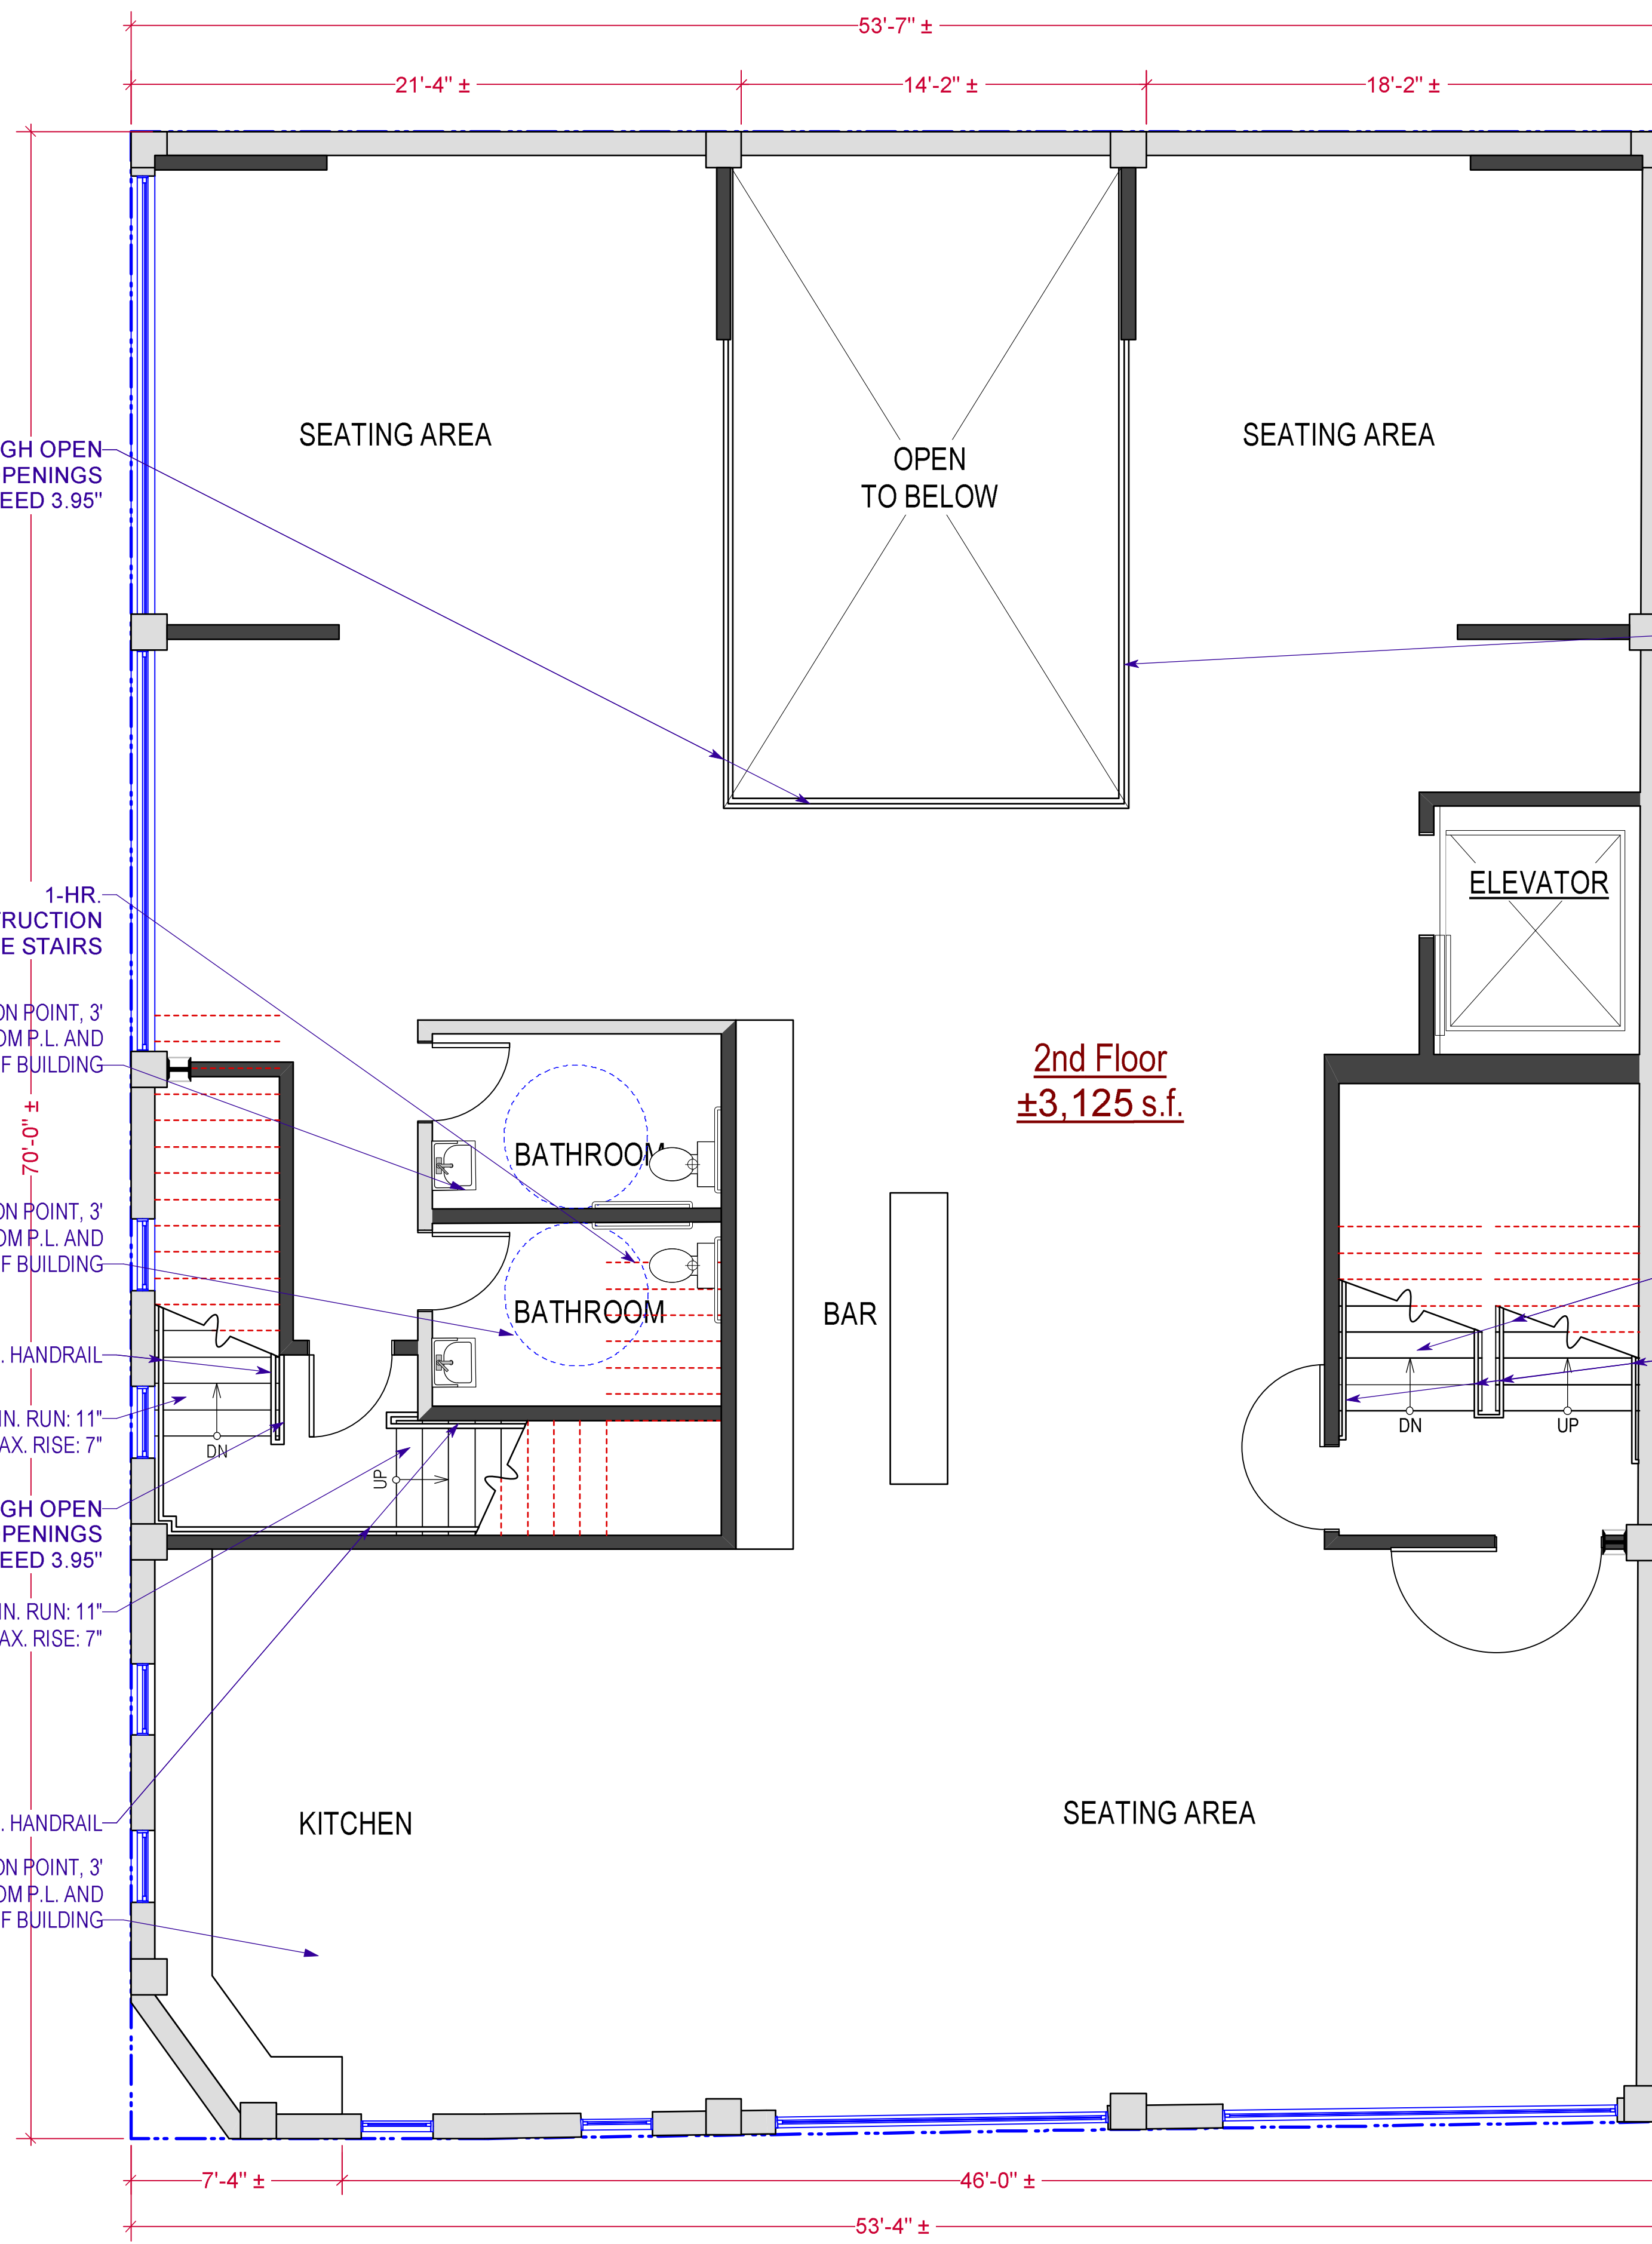 53'-7" ±
21'-4" ±
14'-2" ±
18'-2" ±
SEATING AREA
OPEN
TO BELOW
SEATING AREA
GH OPEN
PENINGS
EED 3.95"
ELEVATOR
1-HR.
TRUCTION
E STAIRS
ON POINT, 3'
OM P.L. AND
F BUILDING
70'-0" ±
2nd Floor
±3,125 s.f.
BATHROOM
ON POINT, 3'
OM P.L. AND
F BUILDING
BATHROOM
BAR
. HANDRAIL
IN. RUN: 11"
AX. RISE: 7"
DN
UP
DN
UP
GH OPEN
PENINGS
EED 3.95"
IN. RUN: 11"
AX. RISE: 7"
KITCHEN
SEATING AREA
. HANDRAIL
ON POINT, 3'
OM P.L. AND
F BUILDING
7'-4" ±
46'-0" ±
53'-4" ±